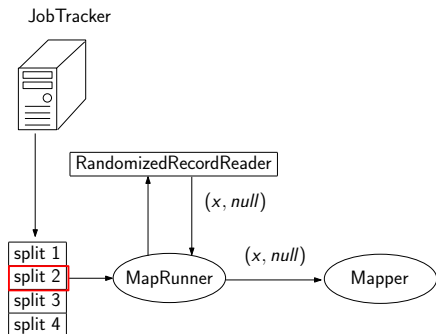 JobTracker
RandomizedRecordReader
(x, null)
split 1
split 2
split 3
split 4
MapRunner
(x, null)
Mapper